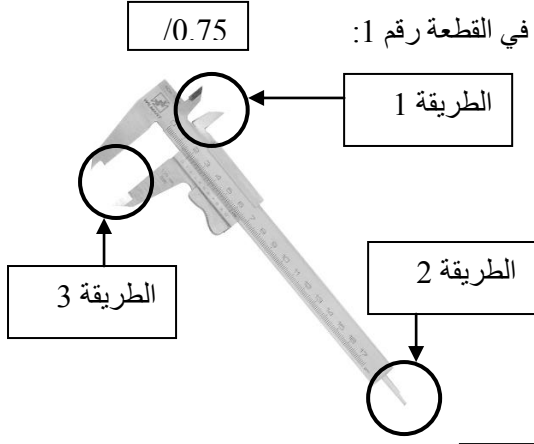 في القطعة رقم 1:
/0.75
الطريقة 1
الطريقة 2
الطريقة 3